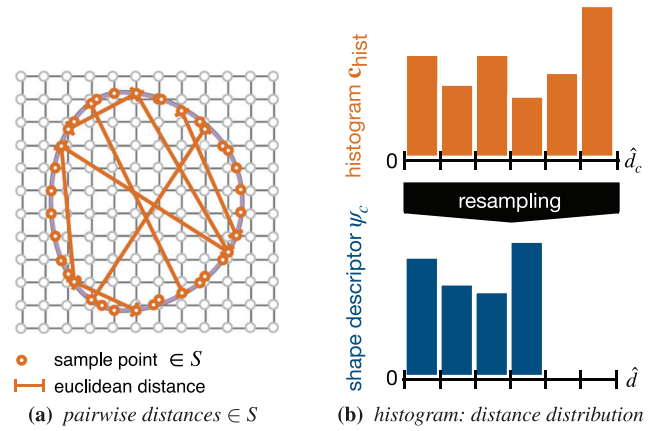 sample point ∈ S
euclidean distance
(a) pairwise distances ∈ S
histogram c_hist
0
d̂_c
resampling
shape descriptor ψ_c
0
d̂
(b) histogram: distance distribution